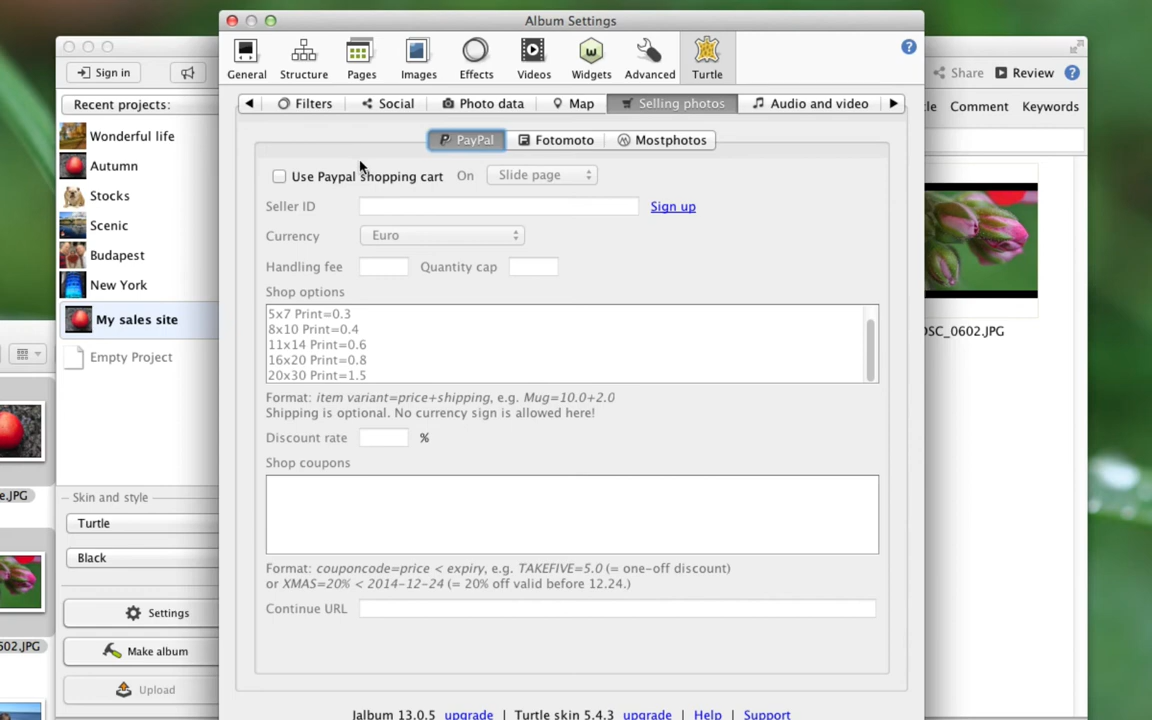 Album Settings
Sign in
Recent projects:
Wonderful life
Autumn
Stocks
Scenic
Budapest
New York
My sales site
Empty Project
Skin and style
Turtle
Black
Settings
Make album
Upload
e.JPG
602.JPG
General
Structure
Pages
Images
Effects
Videos
Widgets
Advanced
Turtle
?
Filters
Social
Photo data
Map
Selling photos
Audio and video
PayPal
Fotomoto
Mostphotos
Use Paypal shopping cart On Slide page
Seller ID Sign up
Currency Euro
Handling fee Quantity cap
Shop options
5x7 Print=0.3
8x10 Print=0.4
11x14 Print=0.6
16x20 Print=0.8
20x30 Print=1.5
Format: item variant=price+shipping, e.g. Mug=10.0+2.0
Shipping is optional. No currency sign is allowed here!
Discount rate %
Shop coupons
Format: couponcode=price < expiry, e.g. TAKEFIVE=5.0 (= one-off discount)
or XMAS=20% < 2014-12-24 (= 20% off valid before 12.24.)
Continue URL
Jalbum 13.0.5 upgrade | Turtle skin 5.4.3 upgrade | Help | Support
Share Review ?
tle Comment Keywords
DSC_0602.JPG